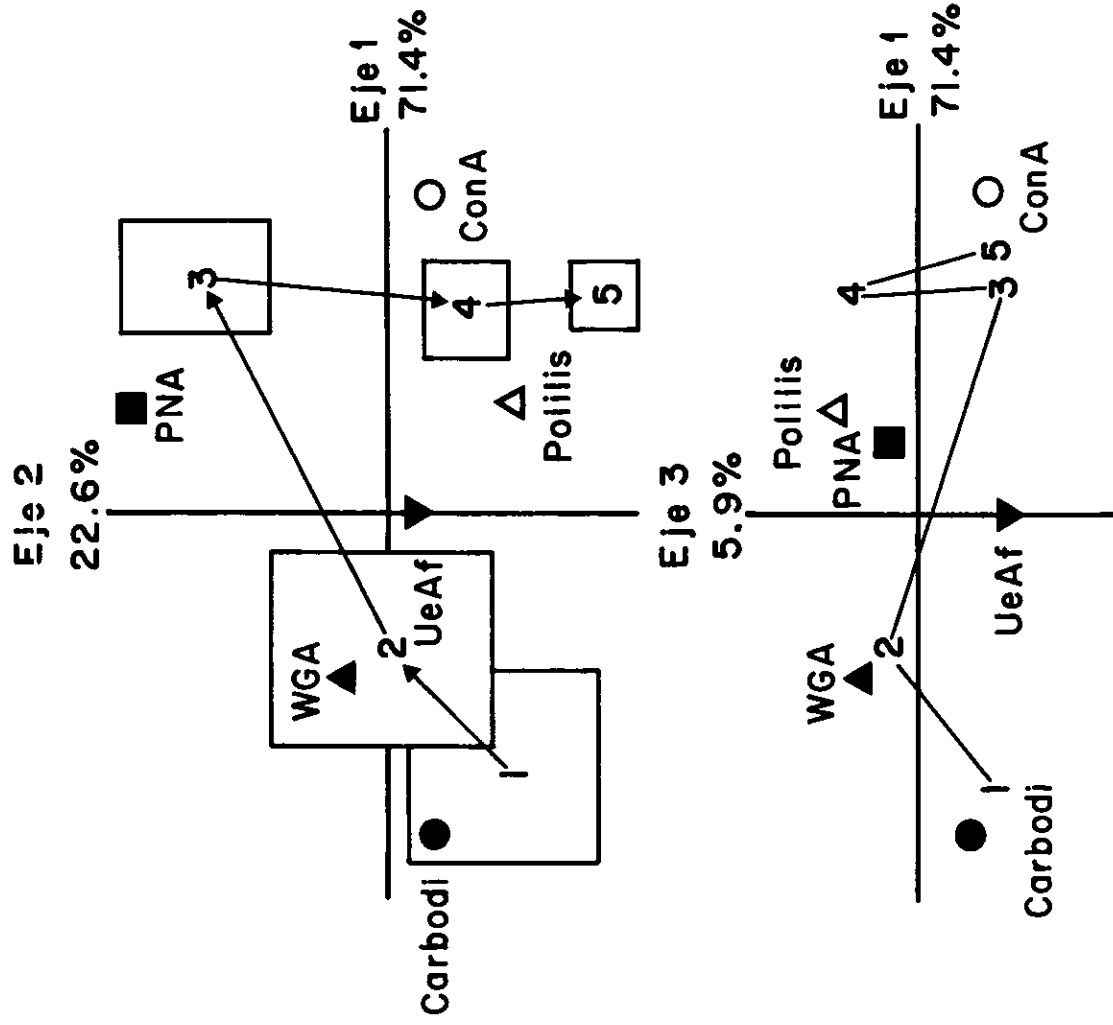 Eje 2
22.6%
PNA
3
Eje 1
71.4%
WGA
2
UeAf
4
ConA
1
Carbodi
Polilis
5
Eje 3
5.9%
Polilis
PNA
4
Eje 1
71.4%
WGA
2
UeAf
3
5
ConA
1
Carbodi